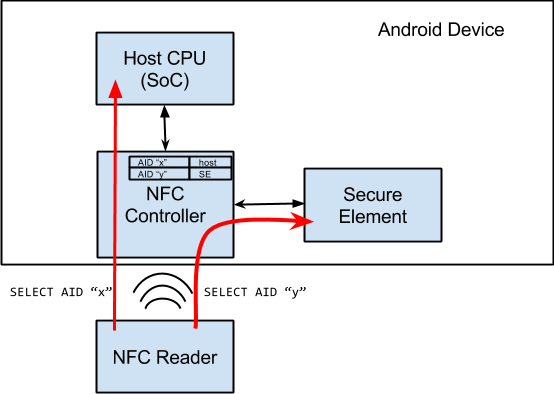 Android Device
Host CPU
(SoC)
AID “x” host
AID “y” SE
NFC
Controller
Secure
Element
SELECT AID “x”
SELECT AID “y”
NFC Reader